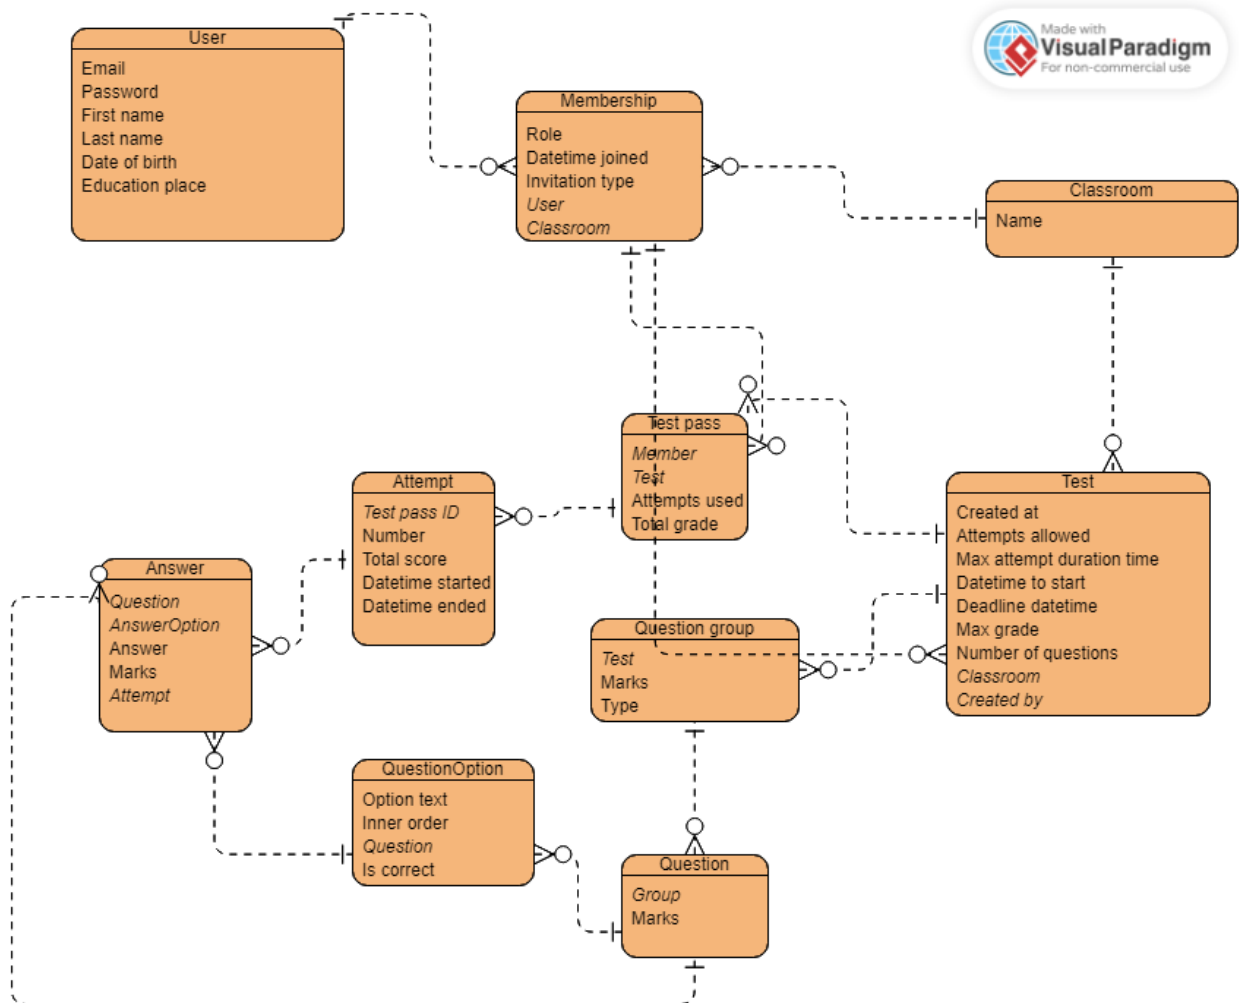 Made with
Visual Paradigm
For non-commercial use
User
Email
Password
First name
Last name
Date of birth
Education place
Membership
Role
Datetime joined
Invitation type
User
Classroom
Classroom
Name
Test pass
Member
Test
Attempts used
Total grade
Attempt
Test pass ID
Number
Total score
Datetime started
Datetime ended
Test
Created at
Attempts allowed
Max attempt duration time
Datetime to start
Deadline datetime
Max grade
Number of questions
Classroom
Created by
Answer
Question
AnswerOption
Answer
Marks
Attempt
Question group
Test
Marks
Type
QuestionOption
Option text
Inner order
Question
Is correct
Question
Group
Marks